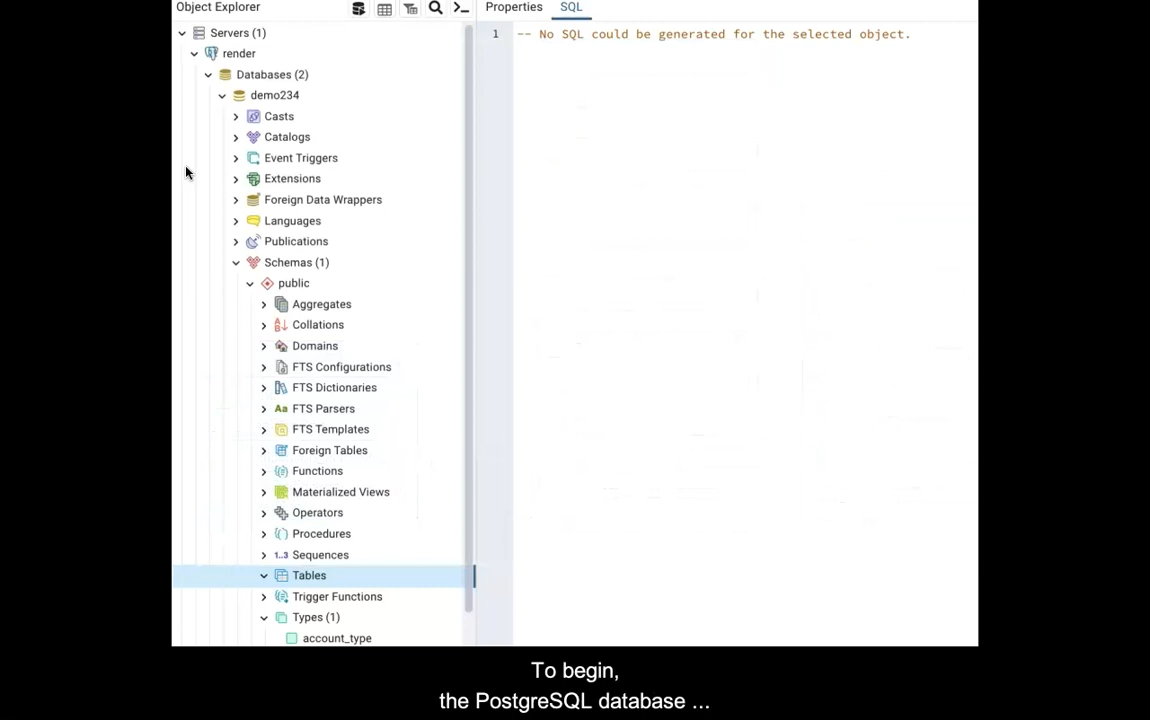 Object Explorer
Properties
SQL
1
-- No SQL could be generated for the selected object.
Servers (1)
render
Databases (2)
demo234
Casts
Catalogs
Event Triggers
Extensions
Foreign Data Wrappers
Languages
Publications
Schemas (1)
public
Aggregates
Collations
Domains
FTS Configurations
FTS Dictionaries
Aa FTS Parsers
FTS Templates
Foreign Tables
Functions
Materialized Views
Operators
Procedures
1..3 Sequences
Tables
Trigger Functions
Types (1)
account_type
To begin,
the PostgreSQL database ...